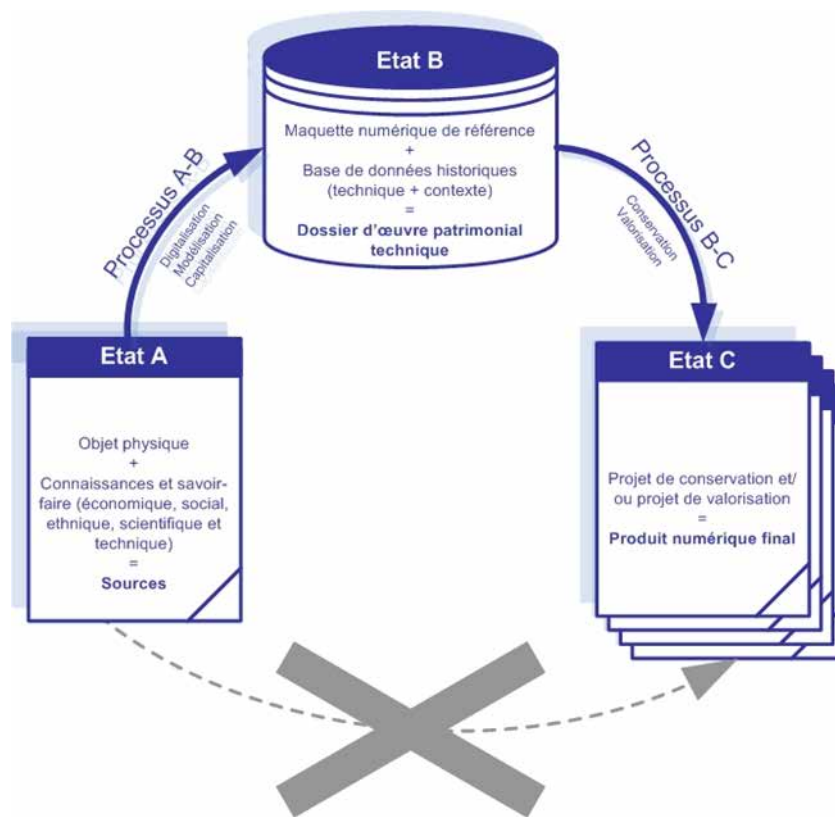 Etat B
Maquette numérique de référence
+
Base de données historiques
(technique + contexte)
=
Dossier d'œuvre patrimonial
technique
Processus A-B
Digitalisation
Modélisation
Capitalisation
Processus B-C
Conservation
Valorisation
Etat A
Objet physique
+
Connaissances et savoir-
faire (économique, social,
ethnique, scientifique et
technique)
=
Sources
Etat C
Projet de conservation et/
ou projet de valorisation
=
Produit numérique final